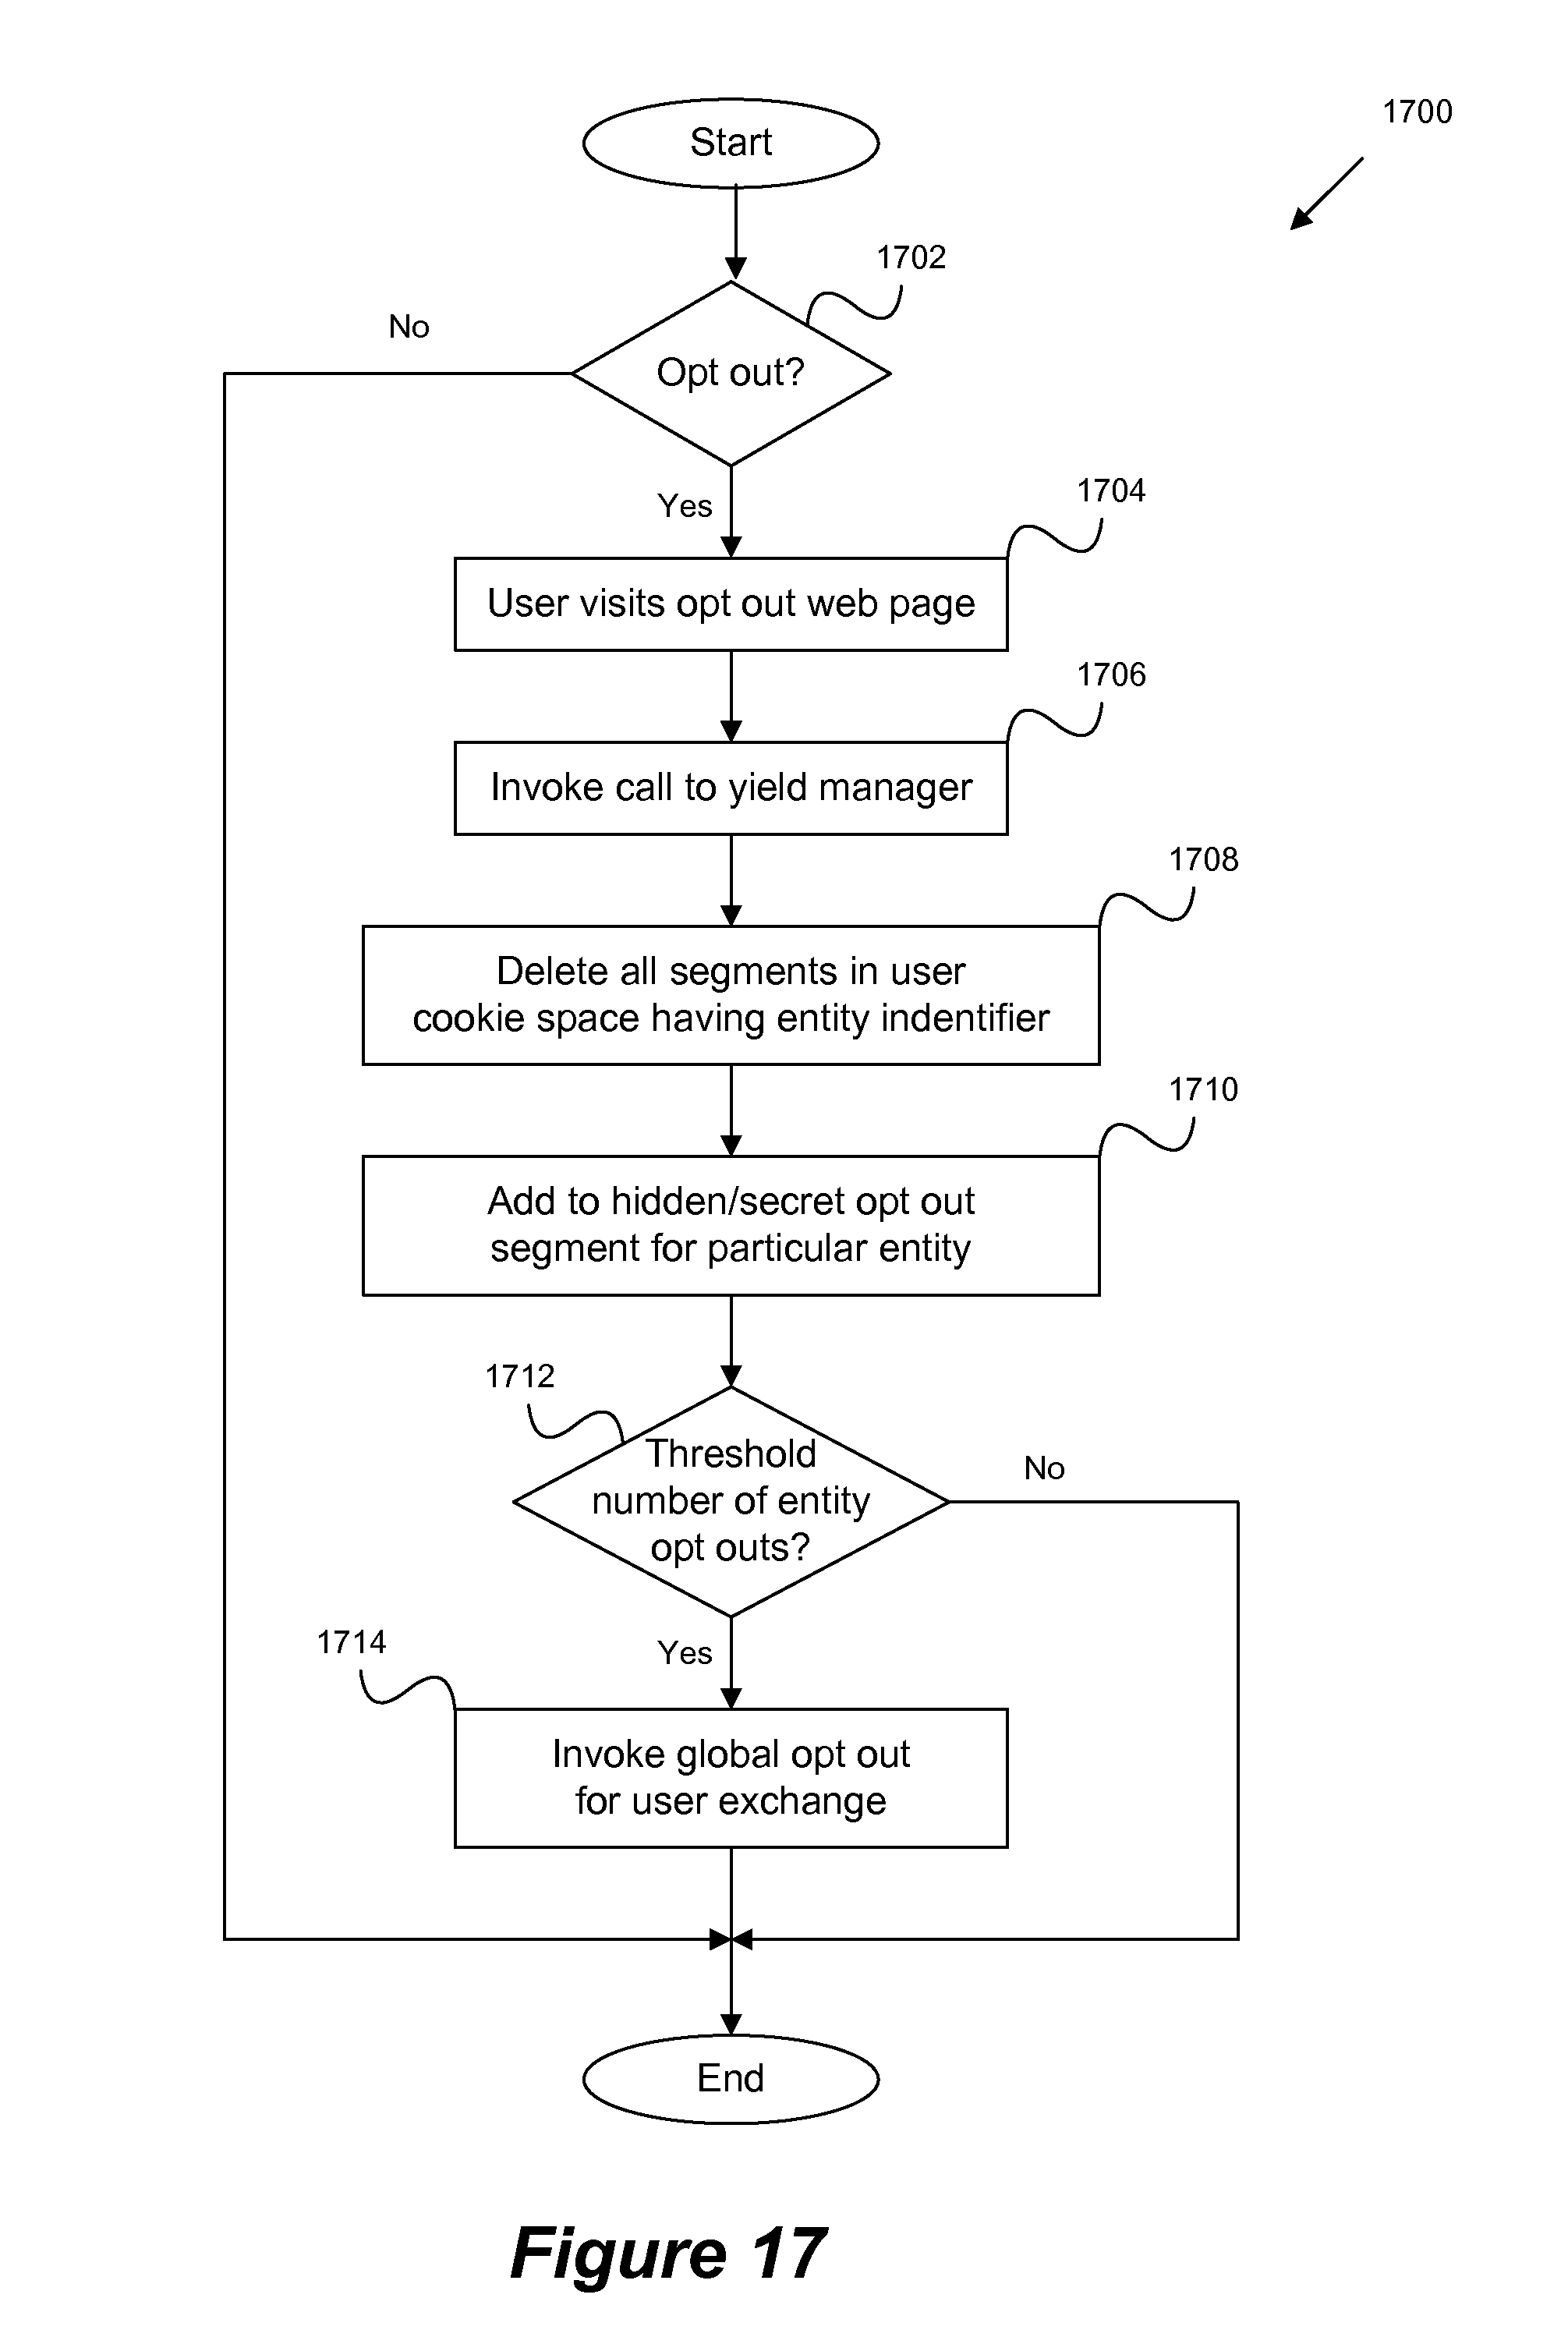 1700
Start
1702
No
Opt out?
Yes
1704
User visits opt out web page
1706
Invoke call to yield manager
1708
Delete all segments in user
cookie space having entity indentifier
1710
Add to hidden/secret opt out
segment for particular entity
1712
Threshold
number of entity
opt outs?
No
Yes
1714
Invoke global opt out
for user exchange
End
Figure 17